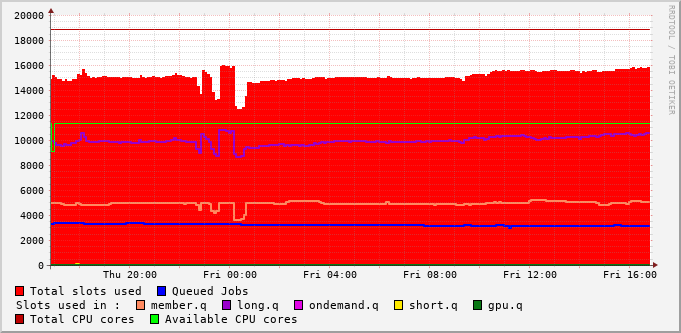 20000
18000
16000
14000
12000
10000
8000
6000
4000
2000
0
Thu 20:00 Fri 00:00 Fri 04:00 Fri 08:00 Fri 12:00 Fri 16:00
RRDTOOL / TOBI OETIKER
Total slots used Queued Jobs
Slots used in : member.q long.q ondemand.q short.q gpu.q
Total CPU cores Available CPU cores